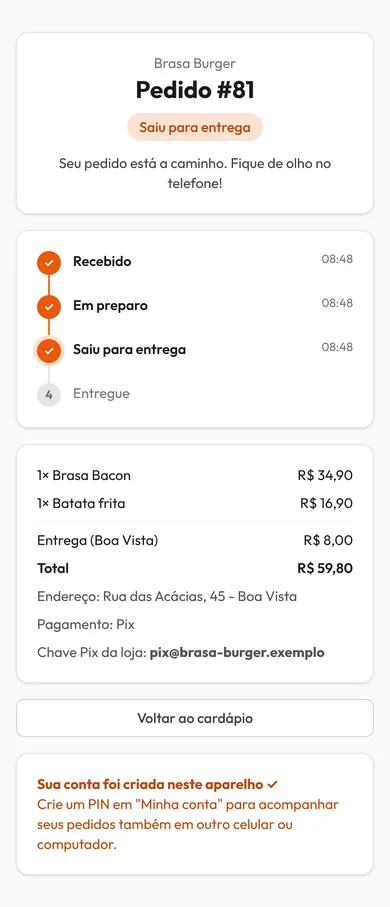 Brasa Burger
Pedido #81
Saiu para entrega
Seu pedido está a caminho. Fique de olho no
telefone!
Recebido 08:48
Em preparo 08:48
Saiu para entrega 08:48
4 Entregue
1× Brasa Bacon R$ 34,90
1× Batata frita R$ 16,90
Entrega (Boa Vista) R$ 8,00
Total R$ 59,80
Endereço: Rua das Acácias, 45 - Boa Vista
Pagamento: Pix
Chave Pix da loja: pix@brasa-burger.exemplo
Voltar ao cardápio
Sua conta foi criada neste aparelho ✓
Crie um PIN em "Minha conta" para acompanhar
seus pedidos também em outro celular ou
computador.